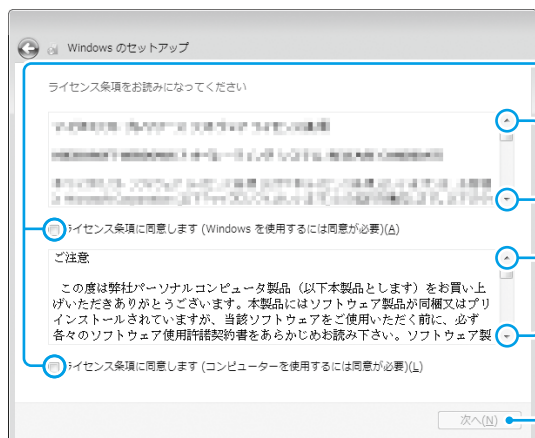 Windows のセットアップ
ライセンス条項をお読みになってください
ライセンス条項に同意します (Windows を使用するには同意が必要)(A)
ご注意
この度は弊社パーソナルコンピュータ製品（以下本製品とします）をお買い上
げいただきありがとうございます。本製品にはソフトウェア製品が同梱又はプリ
インストールされていますが、当該ソフトウェアをご使用いただく前に、必ず
各々のソフトウェア使用許諾契約書をあらかじめお読み下さい。ソフトウェア製
ライセンス条項に同意します (コンピューターを使用するには同意が必要)(L)
次へ(N)